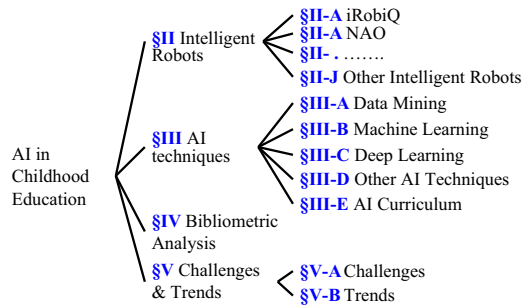 AI in
Childhood
Education
§II Intelligent
Robots
§II-A iRobiQ
§II-A NAO
§II- . …….
§II-J Other Intelligent Robots
§III AI
techniques
§III-A Data Mining
§III-B Machine Learning
§III-C Deep Learning
§III-D Other AI Techniques
§III-E AI Curriculum
§IV Bibliometric
Analysis
§V Challenges
& Trends
§V-A Challenges
§V-B Trends